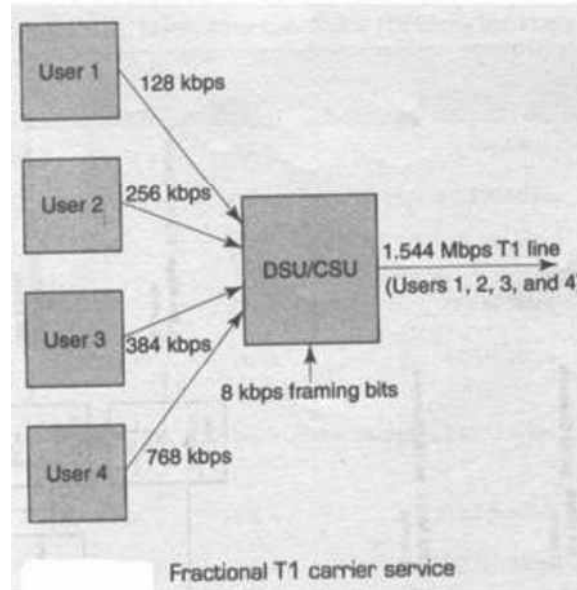 User 1
128 kbps
User 2
256 kbps
DSU/CSU
1.544 Mbps T1 line
(Users 1, 2, 3, and 4)
User 3
384 kbps
8 kbps framing bits
User 4
768 kbps
Fractional T1 carrier service